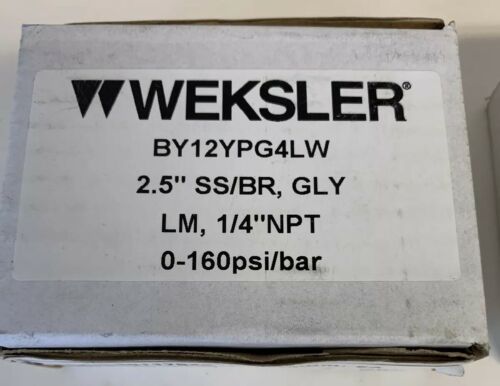 WEKSLER®
BY12YPG4LW
2.5" SS/BR, GLY
LM, 1/4"NPT
0-160psi/bar